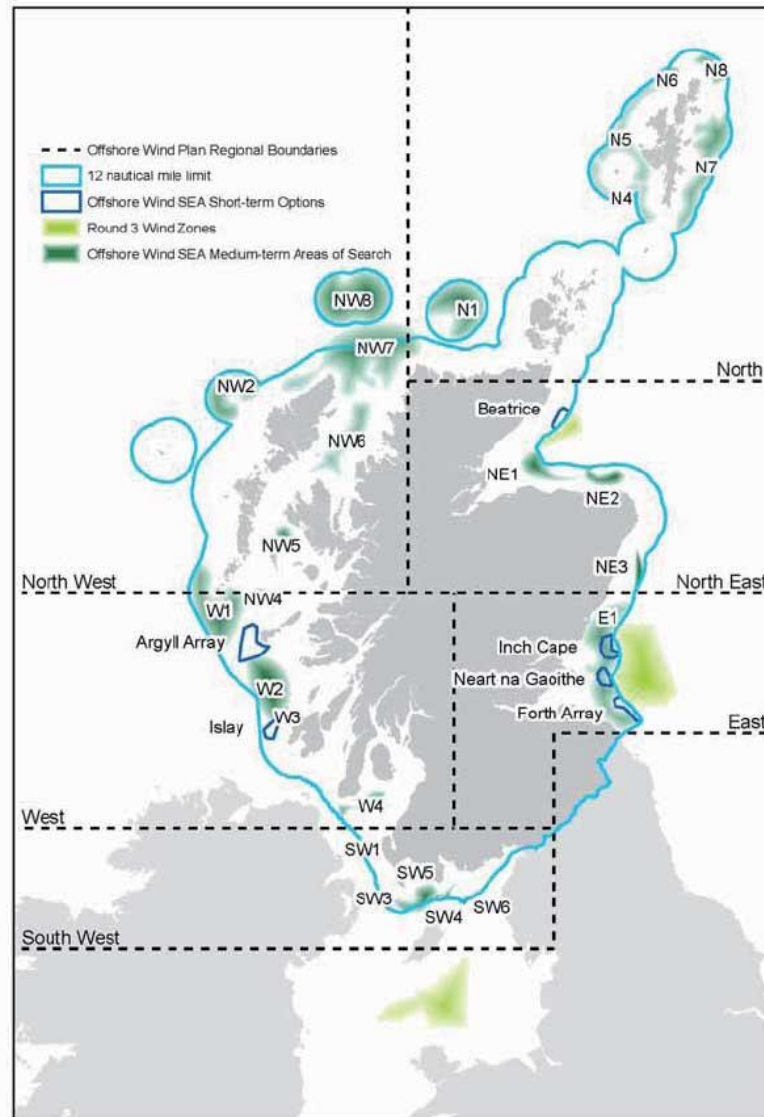 N6
N8
Offshore Wind Plan Regional Boundaries
N5
12 nautical mile limit
N7
Offshore Wind SEA Short-term Options
N4
Round 3 Wind Zones
Offshore Wind SEA Medium-term Areas of Search
NW8
N1
NW7
North
NW2
Beatrice
NW6
NE1
NE2
NW5
NE3
North West
North East
NW4
W1
E1
Argyll Array
Inch Cape
W2
Neart na Gaoithe
Islay
W3
Forth Array
East
W4
West
SW1
SW5
SW3
SW4
SW6
South West